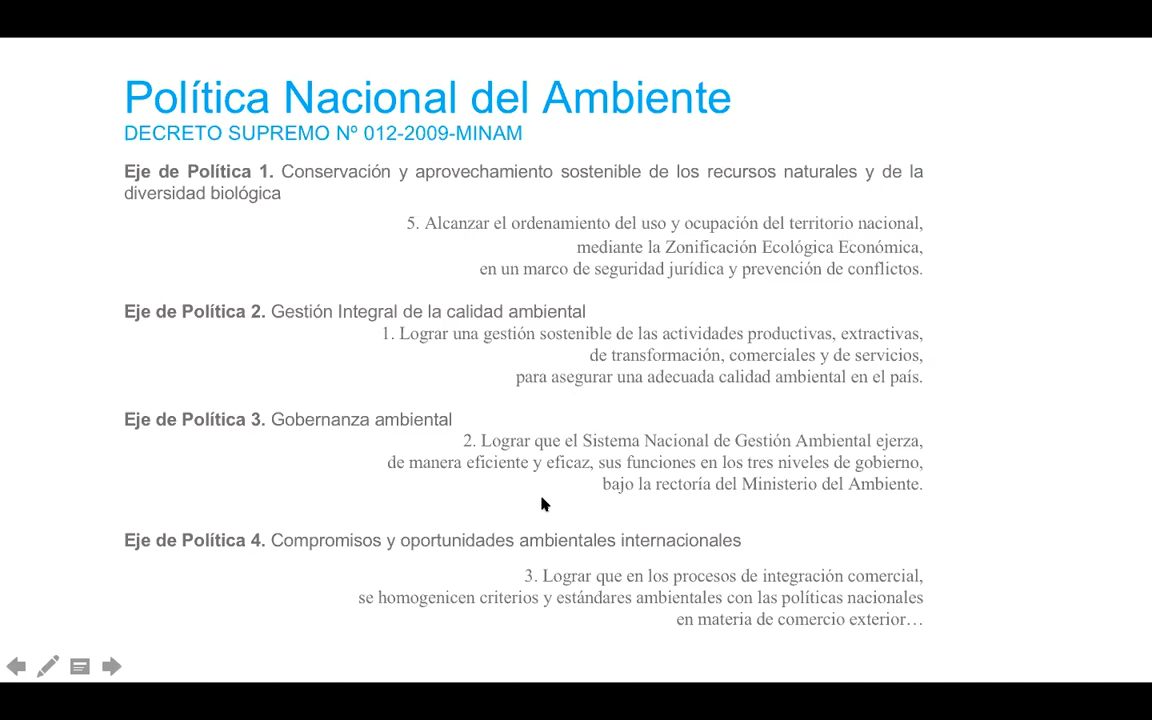 Política Nacional del Ambiente
DECRETO SUPREMO Nº 012-2009-MINAM
Eje de Política 1. Conservación y aprovechamiento sostenible de los recursos naturales y de la
diversidad biológica
5. Alcanzar el ordenamiento del uso y ocupación del territorio nacional,
mediante la Zonificación Ecológica Económica,
en un marco de seguridad jurídica y prevención de conflictos.
Eje de Política 2. Gestión Integral de la calidad ambiental
1. Lograr una gestión sostenible de las actividades productivas, extractivas,
de transformación, comerciales y de servicios,
para asegurar una adecuada calidad ambiental en el país.
Eje de Política 3. Gobernanza ambiental
2. Lograr que el Sistema Nacional de Gestión Ambiental ejerza,
de manera eficiente y eficaz, sus funciones en los tres niveles de gobierno,
bajo la rectoría del Ministerio del Ambiente.
Eje de Política 4. Compromisos y oportunidades ambientales internacionales
3. Lograr que en los procesos de integración comercial,
se homogenicen criterios y estándares ambientales con las políticas nacionales
en materia de comercio exterior…